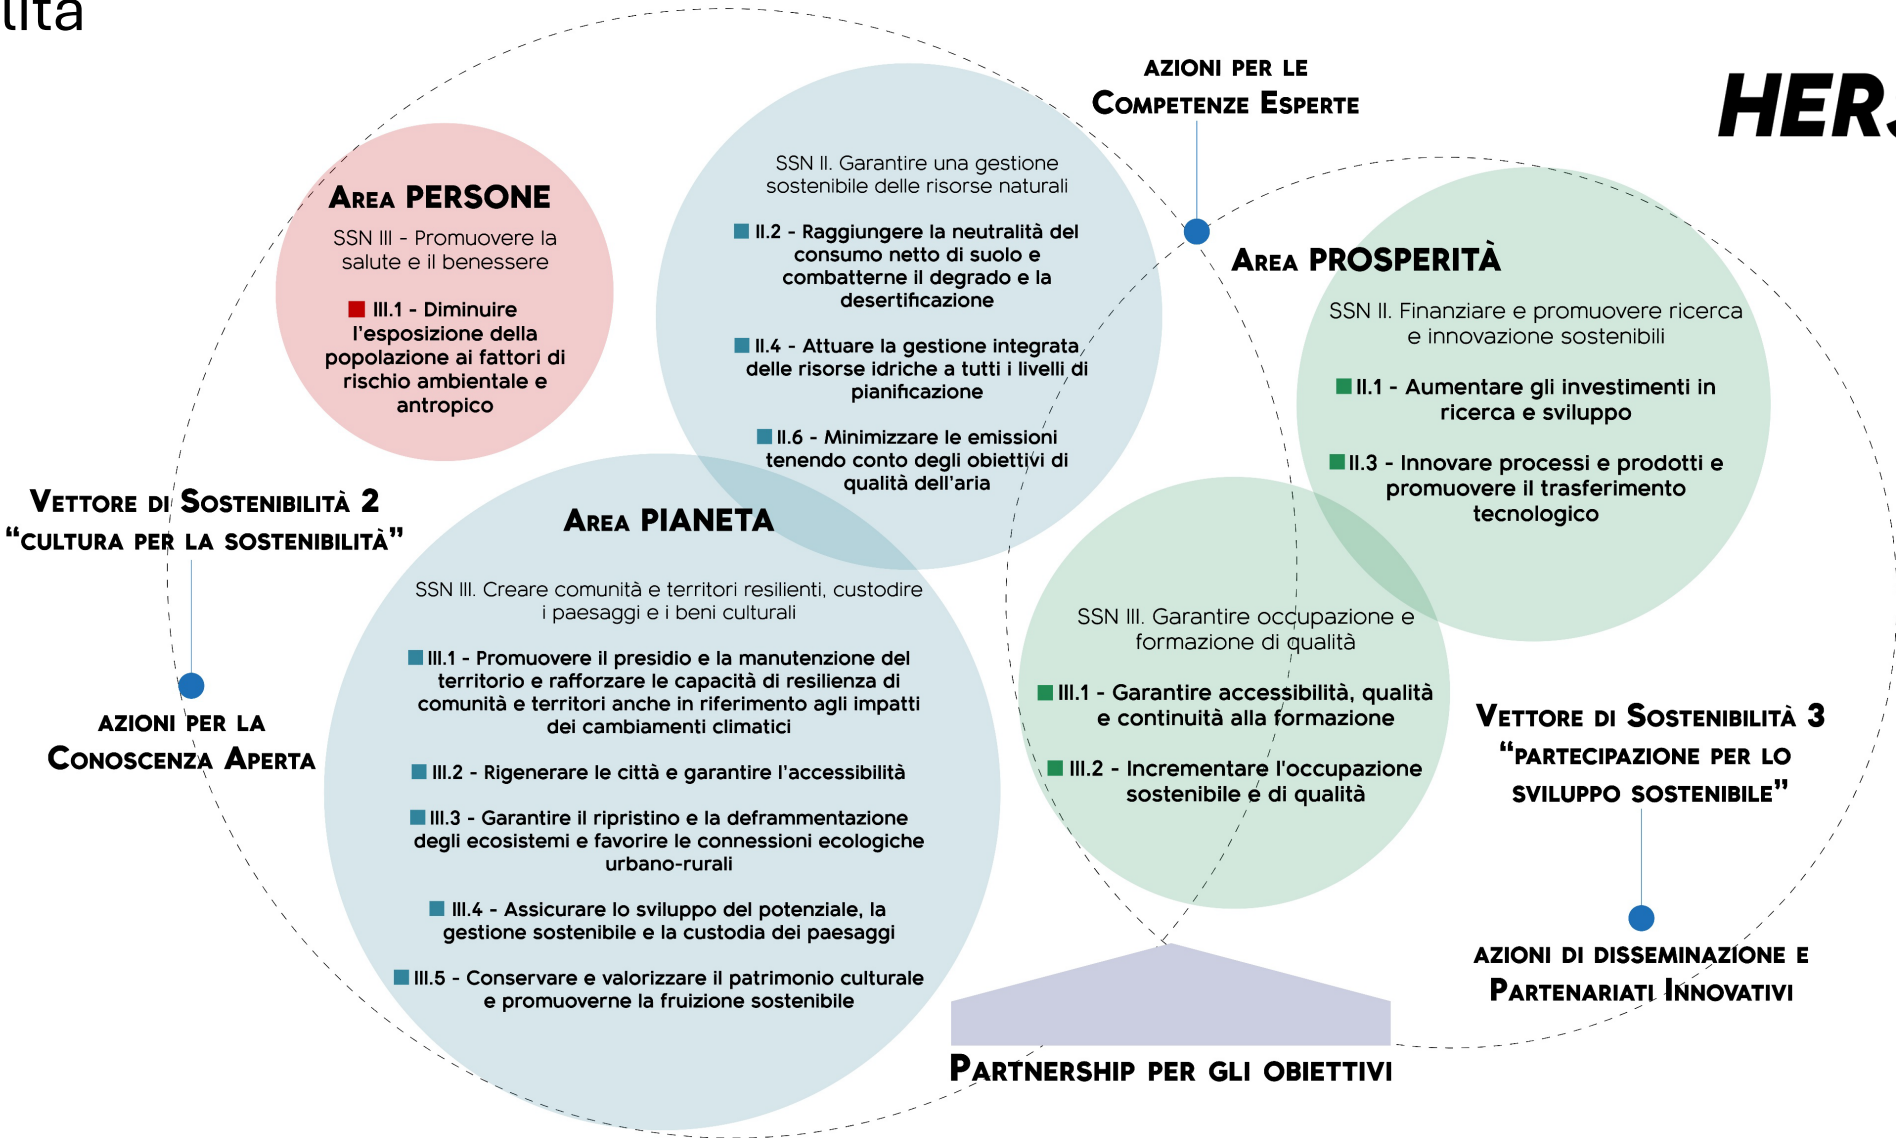 lità
HERS
AZIONI PER LE
COMPETENZE ESPERTE
AREA PERSONE
SSN III - Promuovere la
salute e il benessere
III.1 - Diminuire
l'esposizione della
popolazione ai fattori di
rischio ambientale e
antropico
SSN II. Garantire una gestione
sostenibile delle risorse naturali
II.2 - Raggiungere la neutralità del
consumo netto di suolo e
combatterne il degrado e la
desertificazione
II.4 - Attuare la gestione integrata
delle risorse idriche a tutti i livelli di
pianificazione
II.6 - Minimizzare le emissioni
tenendo conto degli obiettivi di
qualità dell'aria
AREA PROSPERITÀ
SSN II. Finanziare e promuovere ricerca
e innovazione sostenibili
II.1 - Aumentare gli investimenti in
ricerca e sviluppo
II.3 - Innovare processi e prodotti e
promuovere il trasferimento
tecnologico
VETTORE DI SOSTENIBILITÀ 2
“CULTURA PER LA SOSTENIBILITÀ”
AZIONI PER LA
CONOSCENZA APERTA
AREA PIANETA
SSN III. Creare comunità e territori resilienti, custodire
i paesaggi e i beni culturali
III.1 - Promuovere il presidio e la manutenzione del
territorio e rafforzare le capacità di resilienza di
comunità e territori anche in riferimento agli impatti
dei cambiamenti climatici
III.2 - Rigenerare le città e garantire l'accessibilità
III.3 - Garantire il ripristino e la deframmentazione
degli ecosistemi e favorire le connessioni ecologiche
urbano-rurali
III.4 - Assicurare lo sviluppo del potenziale, la
gestione sostenibile e la custodia dei paesaggi
III.5 - Conservare e valorizzare il patrimonio culturale
e promuoverne la fruizione sostenibile
SSN III. Garantire occupazione e
formazione di qualità
III.1 - Garantire accessibilità, qualità
e continuità alla formazione
III.2 - Incrementare l'occupazione
sostenibile e di qualità
VETTORE DI SOSTENIBILITÀ 3
“PARTECIPAZIONE PER LO
SVILUPPO SOSTENIBILE”
AZIONI DI DISSEMINAZIONE E
PARTENARIATI INNOVATIVI
PARTNERSHIP PER GLI OBIETTIVI